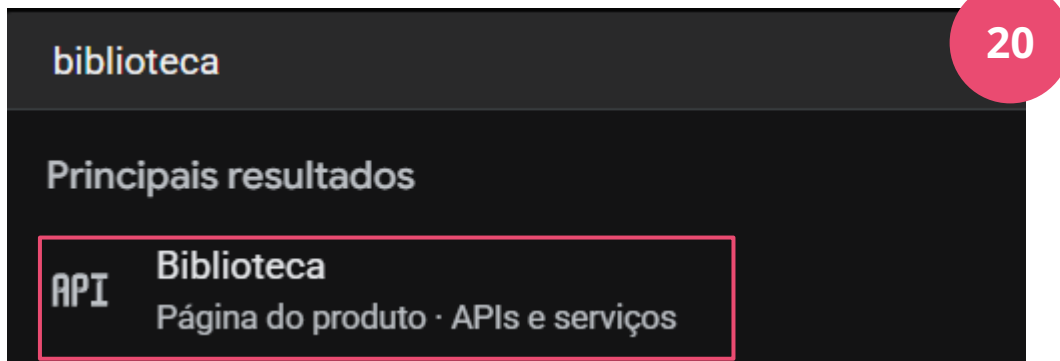 biblioteca
20
Principais resultados
API
Biblioteca
Página do produto · APIs e serviços